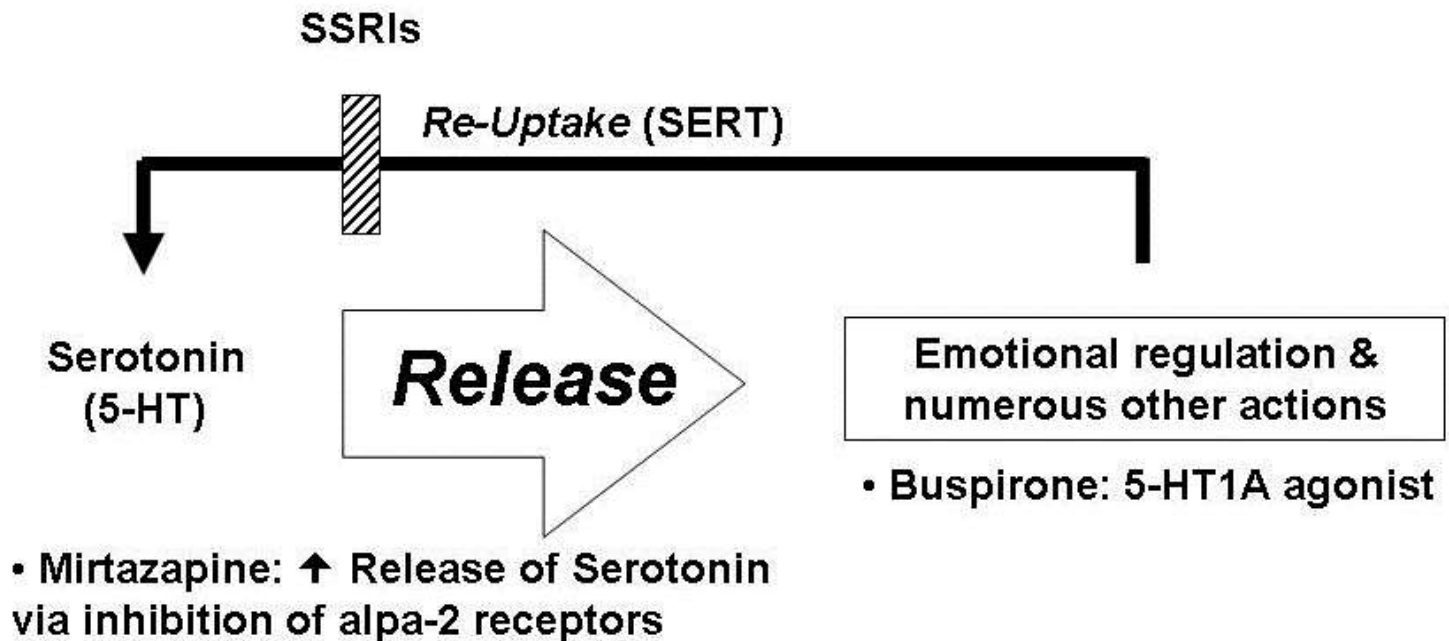 SSRIs
Re-Uptake (SERT)
Serotonin
(5-HT)
Release
Emotional regulation &
numerous other actions
• Buspirone: 5-HT1A agonist
• Mirtazapine: ↑ Release of Serotonin
via inhibition of alpa-2 receptors